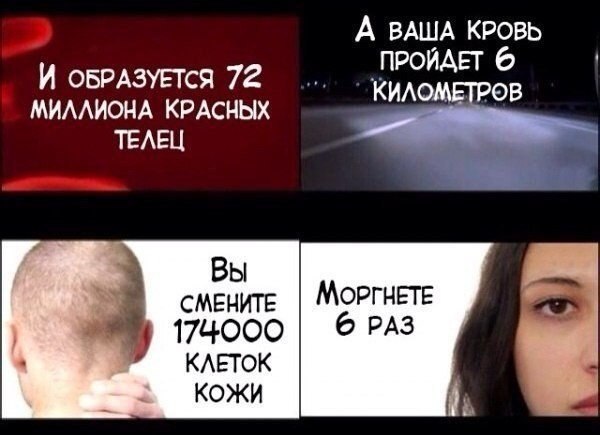 И ОБРАЗУЕТСЯ 72
МИЛЛИОНА КРАСНЫХ
ТЕЛЕЦ
А ВАША КРОВЬ
ПРОЙДЕТ 6
КИЛОМЕТРОВ
ВЫ
СМЕНИТЕ
174000
КЛЕТОК
КОЖИ
МОРГНЕТЕ
6 РАЗ